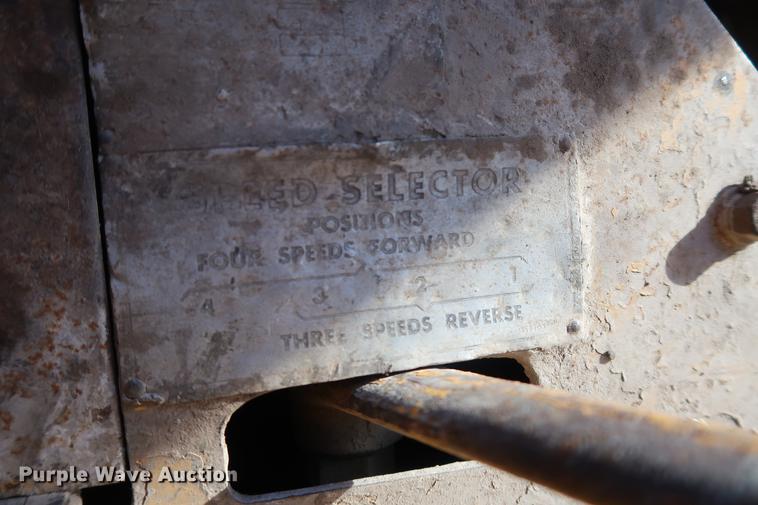 SPEED SELECTOR
POSITIONS
FOUR SPEEDS FORWARD
4 3 2 1
THREE SPEEDS REVERSE
Purple Wave Auction